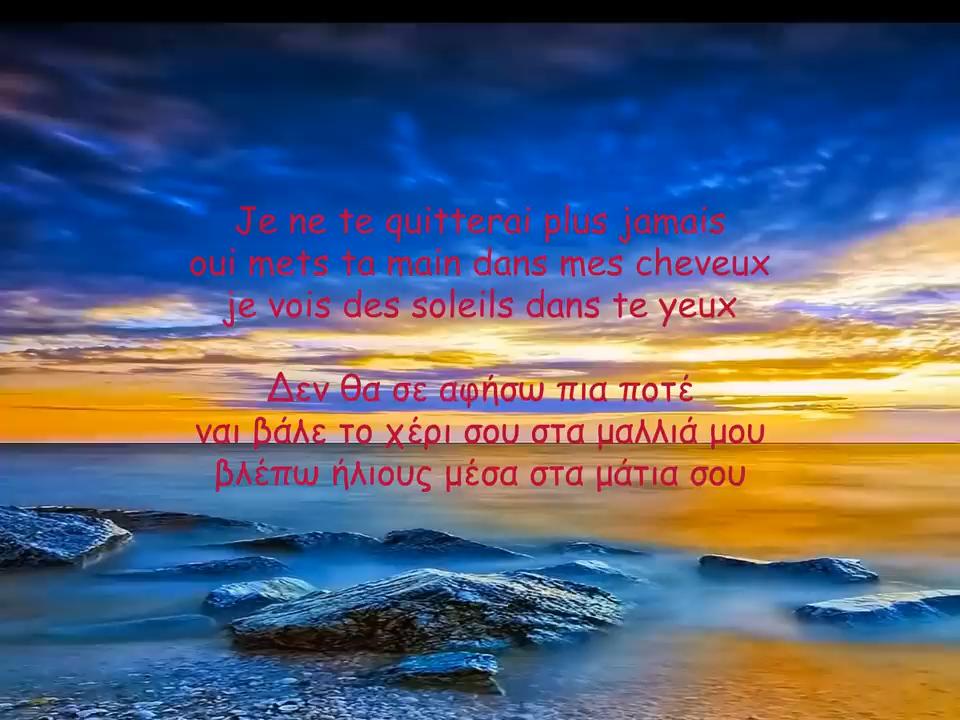 Je ne te quitterai plus jamais
oui mets ta main dans mes cheveux
je vois des soleils dans te yeux
Δεν θα σε αφήσω πια ποτέ
ναι βάλε το χέρι σου στα μαλλιά μου
βλέπω ήλιους μέσα στα μάτια σου